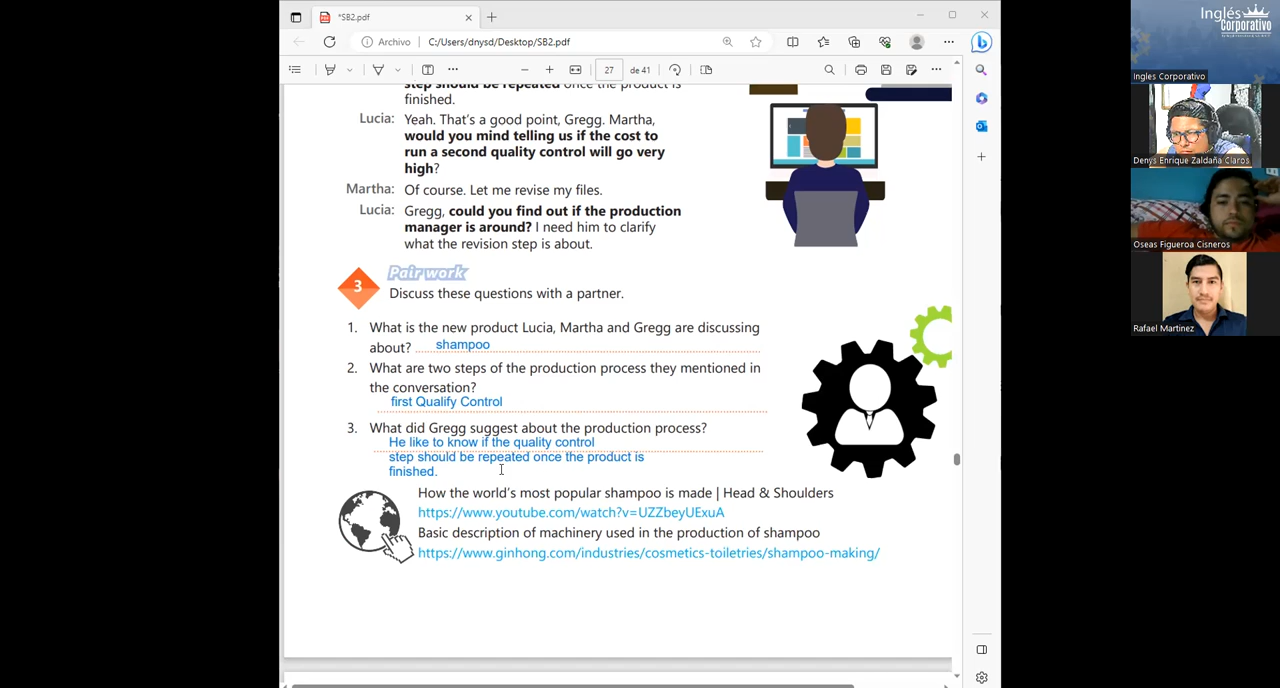 *SB2.pdf
Archivo
C:/Users/dnysd/Desktop/SB2.pdf
27
de 41
step should be repeated once the product is
finished.
Lucia: Yeah. That's a good point, Gregg. Martha,
would you mind telling us if the cost to
run a second quality control will go very
high?
Martha: Of course. Let me revise my files.
Lucia: Gregg, could you find out if the production
manager is around? I need him to clarify
what the revision step is about.
3
Pair work
Discuss these questions with a partner.
1. What is the new product Lucia, Martha and Gregg are discussing
about? shampoo
2. What are two steps of the production process they mentioned in
the conversation?
first Qualify Control
3. What did Gregg suggest about the production process?
He like to know if the quality control
step should be repeated once the product is
finished.
How the world's most popular shampoo is made | Head & Shoulders
https://www.youtube.com/watch?v=UZZbeyUExuA
Basic description of machinery used in the production of shampoo
https://www.ginhong.com/industries/cosmetics-toiletries/shampoo-making/
Inglés
Corporativo
Ingles Corporativo
Denys Enrique Zaldaña Claros
Oseas Figueroa Cisneros
Rafael Martinez